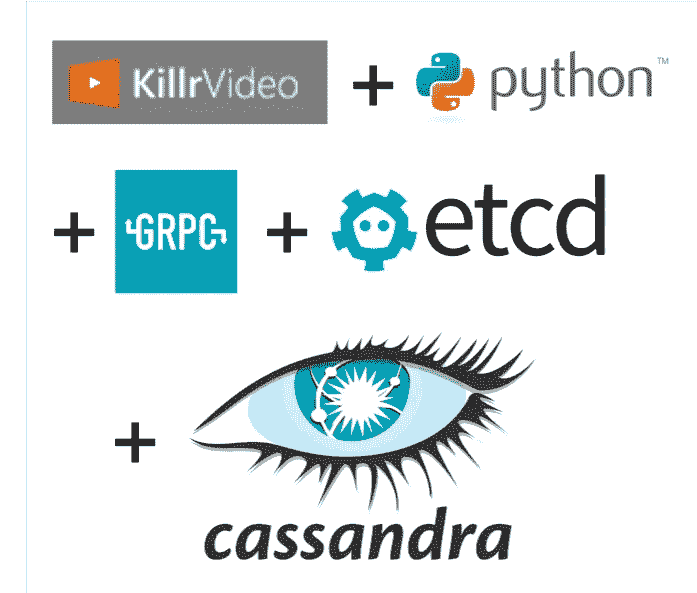 KillrVideo + python™
+ GRPC + etcd
+
cassandra